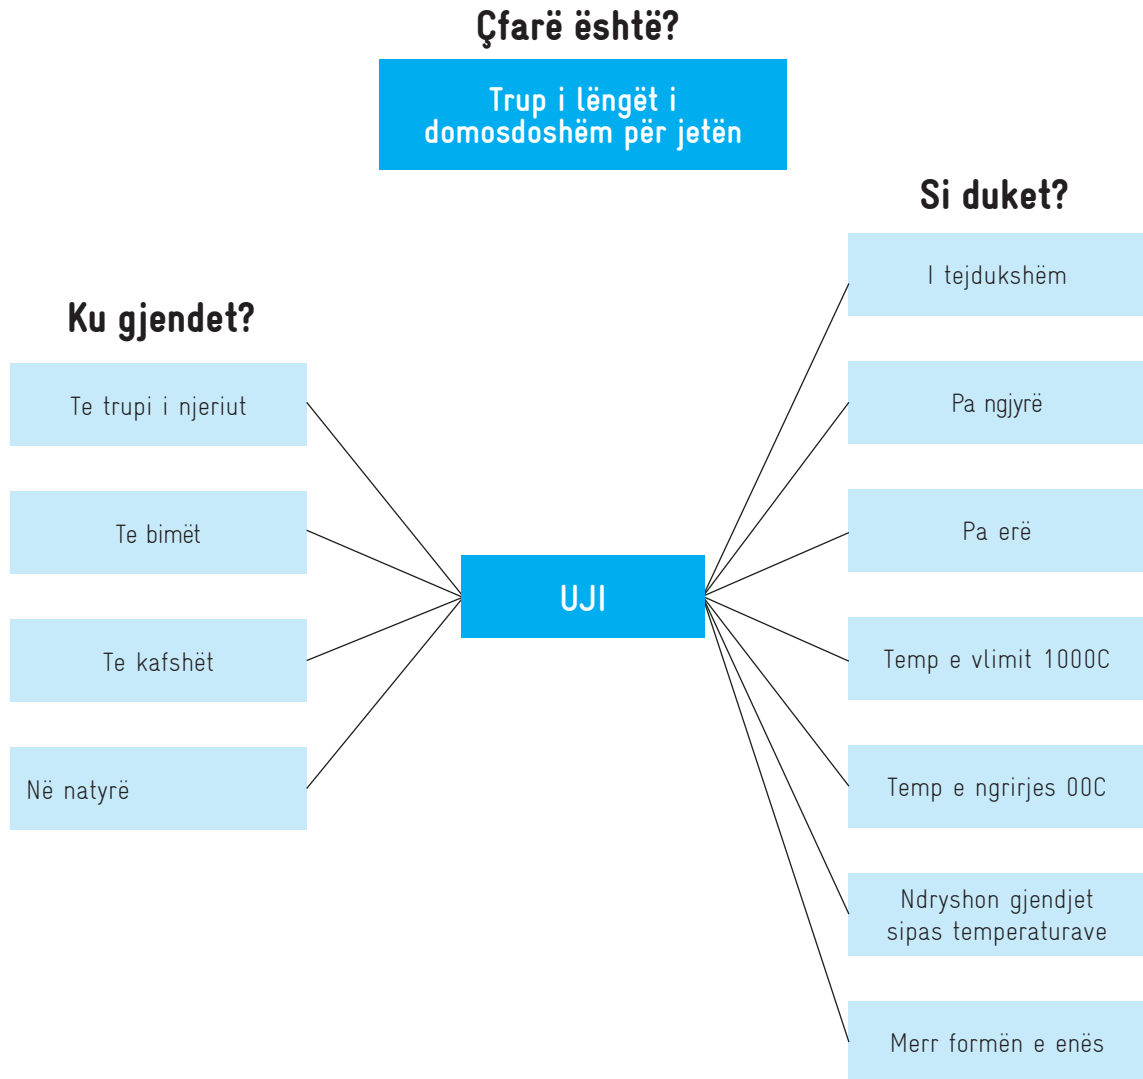 Çfarë është?
Trup i lëngët i
domosdoshëm për jetën
Si duket?
I tejdukshëm
Pa ngjyrë
Pa erë
Temp e vlimit 1000C
Temp e ngrirjes 00C
Ndryshon gjendjet
sipas temperaturave
Merr formën e enës
Ku gjendet?
Te trupi i njeriut
Te bimët
Te kafshët
Në natyrë
UJI